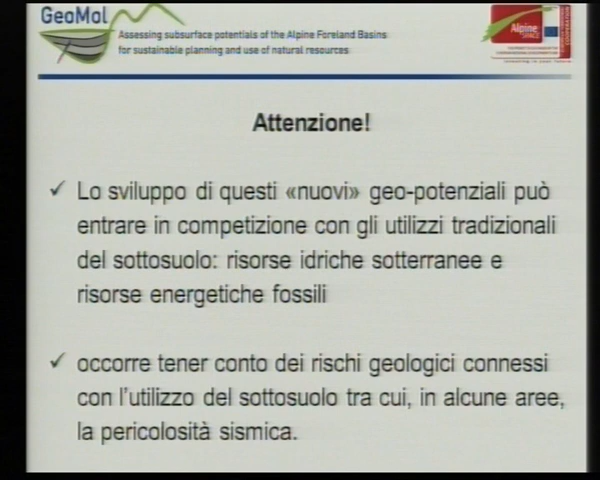 GeoMol
Assessing subsurface potentials of the Alpine Foreland Basins
for sustainable planning and use of natural resources
Alpine
SPACE
Attenzione!
✓ Lo sviluppo di questi «nuovi» geo-potenziali può
entrare in competizione con gli utilizzi tradizionali
del sottosuolo: risorse idriche sotterranee e
risorse energetiche fossili
✓ occorre tener conto dei rischi geologici connessi
con l'utilizzo del sottosuolo tra cui, in alcune aree,
la pericolosità sismica.